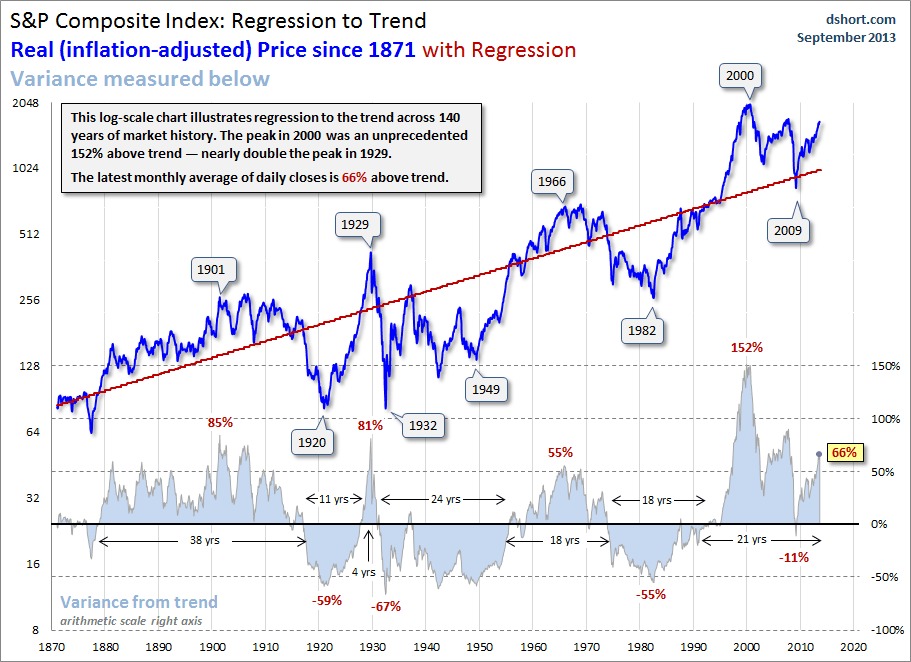 S&P Composite Index: Regression to Trend
dshort.com
September 2013
Real (inflation-adjusted) Price since 1871 with Regression
Variance measured below
This log-scale chart illustrates regression to the trend across 140
years of market history. The peak in 2000 was an unprecedented
152% above trend — nearly double the peak in 1929.
The latest monthly average of daily closes is 66% above trend.
2048
1024
512
256
128
64
32
16
8
2000
1966
1929
1901
2009
1982
1949
1932
1920
150%
100%
50%
0%
-50%
-100%
152%
85%
81%
55%
66%
11 yrs
24 yrs
18 yrs
38 yrs
4 yrs
18 yrs
21 yrs
-11%
-59%
-67%
-55%
Variance from trend
arithmetic scale right axis
1870 1880 1890 1900 1910 1920 1930 1940 1950 1960 1970 1980 1990 2000 2010 2020